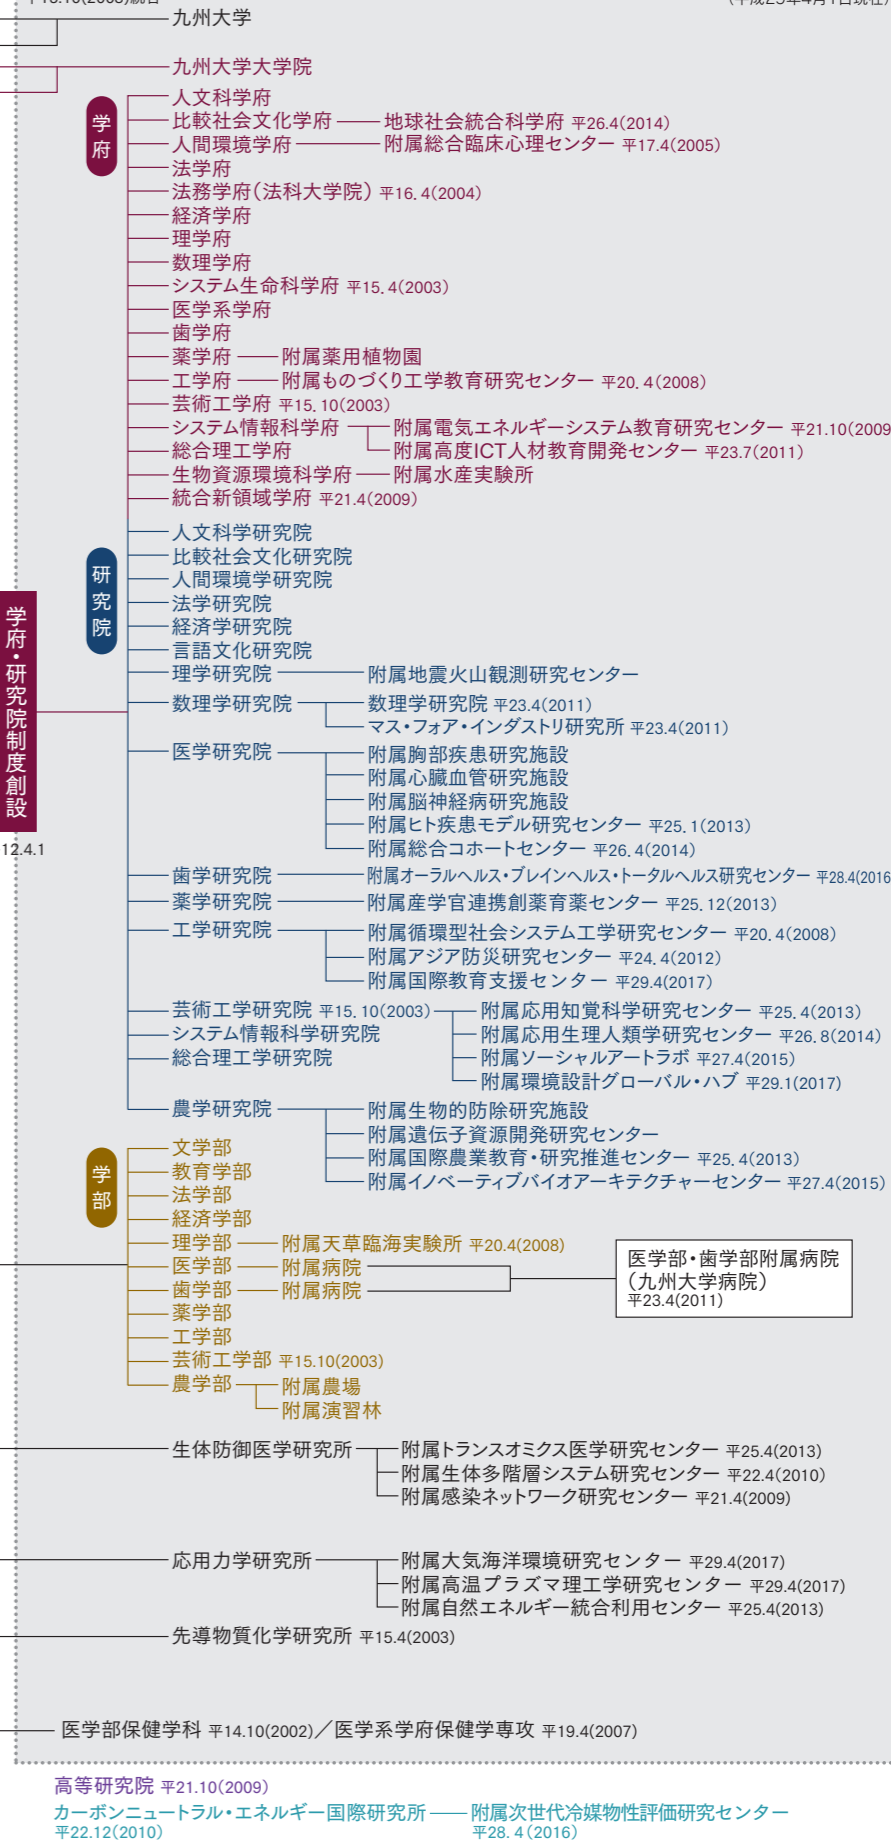 九州大学
九州大学大学院
学府
人文科学府
比較社会文化学府 地球社会統合科学府 平26.4(2014)
人間環境学府 附属総合臨床心理センター 平17.4(2005)
法学府
法務学府(法科大学院) 平16.4(2004)
経済学府
理学府
数理学府
システム生命科学府 平15.4(2003)
医学系学府
歯学府
薬学府 附属薬用植物園
工学府 附属ものづくり工学教育研究センター 平20.4(2008)
芸術工学府 平15.10(2003)
システム情報科学府 附属電気エネルギーシステム教育研究センター 平21.10(2009
総合理工学府 附属高度ICT人材教育開発センター 平23.7(2011)
生物資源環境科学府 附属水産実験所
統合新領域学府 平21.4(2009)
学府・研究院制度創設
12.4.1
研究院
人文科学研究院
比較社会文化研究院
人間環境学研究院
法学研究院
経済学研究院
言語文化研究院
理学研究院 附属地震火山観測研究センター
数理学研究院 数理学研究院 平23.4(2011)
マス・フォア・インダストリ研究所 平23.4(2011)
医学研究院 附属胸部疾患研究施設
附属心臓血管研究施設
附属脳神経病研究施設
附属ヒト疾患モデル研究センター 平25.1(2013)
附属総合コホートセンター 平26.4(2014)
歯学研究院 附属オーラルヘルス・ブレインヘルス・トータルヘルス研究センター 平28.4(2016
薬学研究院 附属産学官連携創薬育薬センター 平25.12(2013)
工学研究院 附属循環型社会システム工学研究センター 平20.4(2008)
附属アジア防災研究センター 平24.4(2012)
附属国際教育支援センター 平29.4(2017)
芸術工学研究院 平15.10(2003) 附属応用知覚科学研究センター 平25.4(2013)
システム情報科学研究院 附属応用生理人類学研究センター 平26.8(2014)
総合理工学研究院 附属ソーシャルアートラボ 平27.4(2015)
附属環境設計グローバル・ハブ 平29.1(2017)
農学研究院 附属生物的防除研究施設
附属遺伝子資源開発研究センター
附属国際農業教育・研究推進センター 平25.4(2013)
附属イノベーティブバイオアーキテクチャーセンター 平27.4(2015)
学部
文学部
教育学部
法学部
経済学部
理学部 附属天草臨海実験所 平20.4(2008)
医学部 附属病院
歯学部 附属病院
医学部・歯学部附属病院
(九州大学病院)
平23.4(2011)
薬学部
工学部
芸術工学部 平15.10(2003)
農学部 附属農場
附属演習林
生体防御医学研究所 附属トランスオミクス医学研究センター 平25.4(2013)
附属生体多階層システム研究センター 平22.4(2010)
附属感染ネットワーク研究センター 平21.4(2009)
応用力学研究所 附属大気海洋環境研究センター 平29.4(2017)
附属高温プラズマ理工学研究センター 平29.4(2017)
附属自然エネルギー統合利用センター 平25.4(2013)
先導物質化学研究所 平15.4(2003)
医学部保健学科 平14.10(2002)/医学系学府保健学専攻 平19.4(2007)
高等研究院 平21.10(2009)
カーボンニュートラル・エネルギー国際研究所 附属次世代冷媒物性評価研究センター
平22.12(2010) 平28.4(2016)